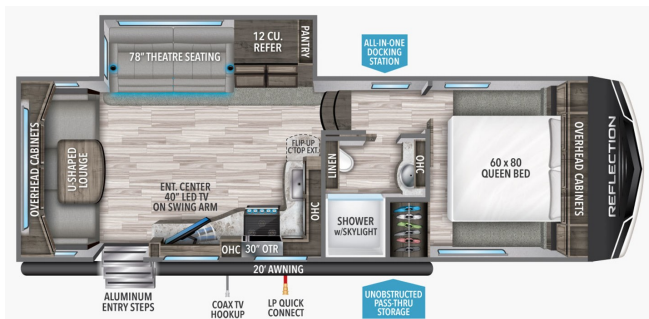 12 CU.
REFER
PANTRY
78" THEATRE SEATING
ALL-IN-ONE
DOCKING
STATION
OVERHEAD CABINETS
U-SHAPED
LOUNGE
FLIP-UP
C'TOP EXT.
LINEN
OHC
60 x 80
QUEEN BED
OVERHEAD CABINETS
REFLECTION
ENT. CENTER
40" LED TV
ON SWING ARM
OHC
SHOWER
w/SKYLIGHT
OHC
30" OTR
20' AWNING
ALUMINUM
ENTRY STEPS
COAX TV
HOOKUP
LP QUICK
CONNECT
UNOBSTRUCTED
PASS-THRU
STORAGE